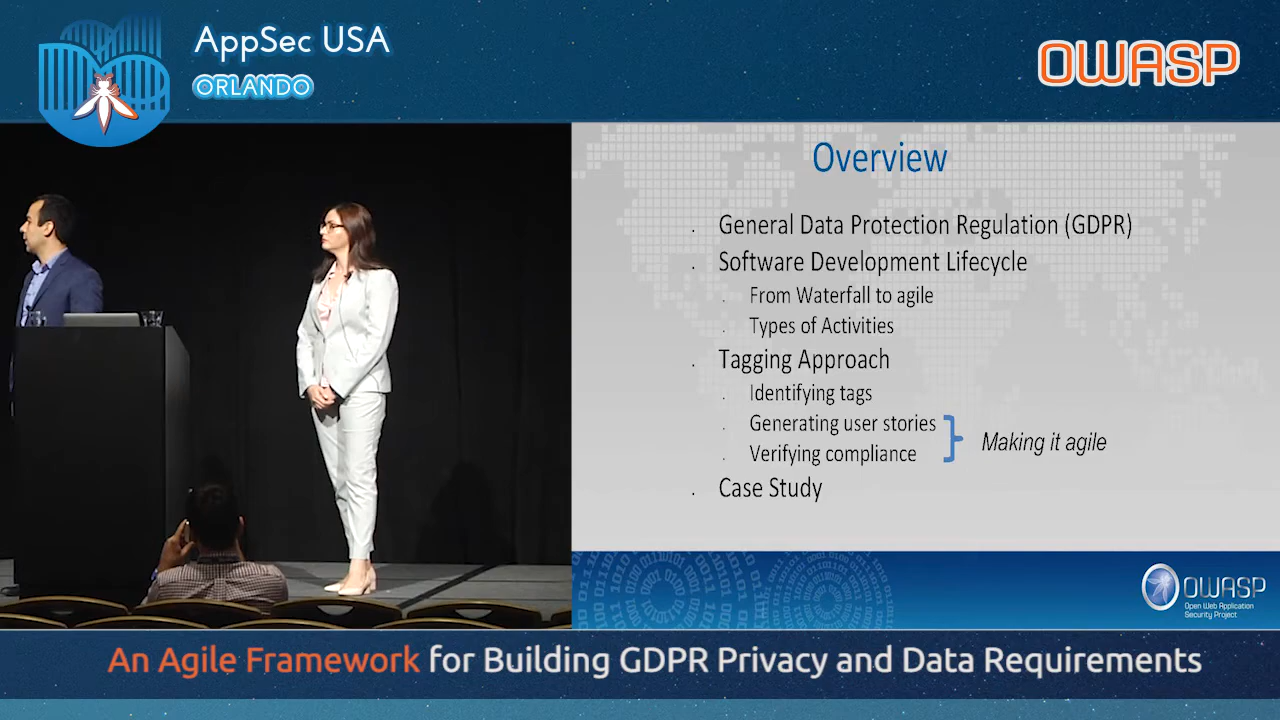 AppSec USA
ORLANDO
OWASP
Overview
General Data Protection Regulation (GDPR)
Software Development Lifecycle
From Waterfall to agile
Types of Activities
Tagging Approach
Identifying tags
Generating user stories
Verifying compliance
Making it agile
Case Study
OWASP
Open Web Application
Security Project
An Agile Framework for Building GDPR Privacy and Data Requirements